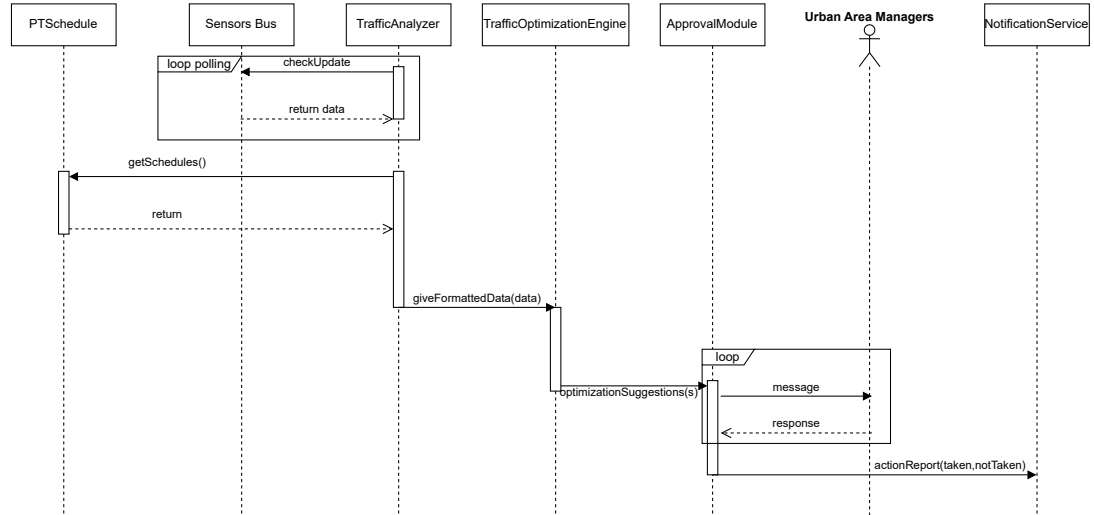 Urban Area Managers
PTSchedule
Sensors Bus
TrafficAnalyzer
TrafficOptimizationEngine
ApprovalModule
NotificationService
loop polling
checkUpdate
return data
getSchedules()
return
giveFormattedData(data)
loop
optimizationSuggestions(s)
message
response
actionReport(taken,notTaken)